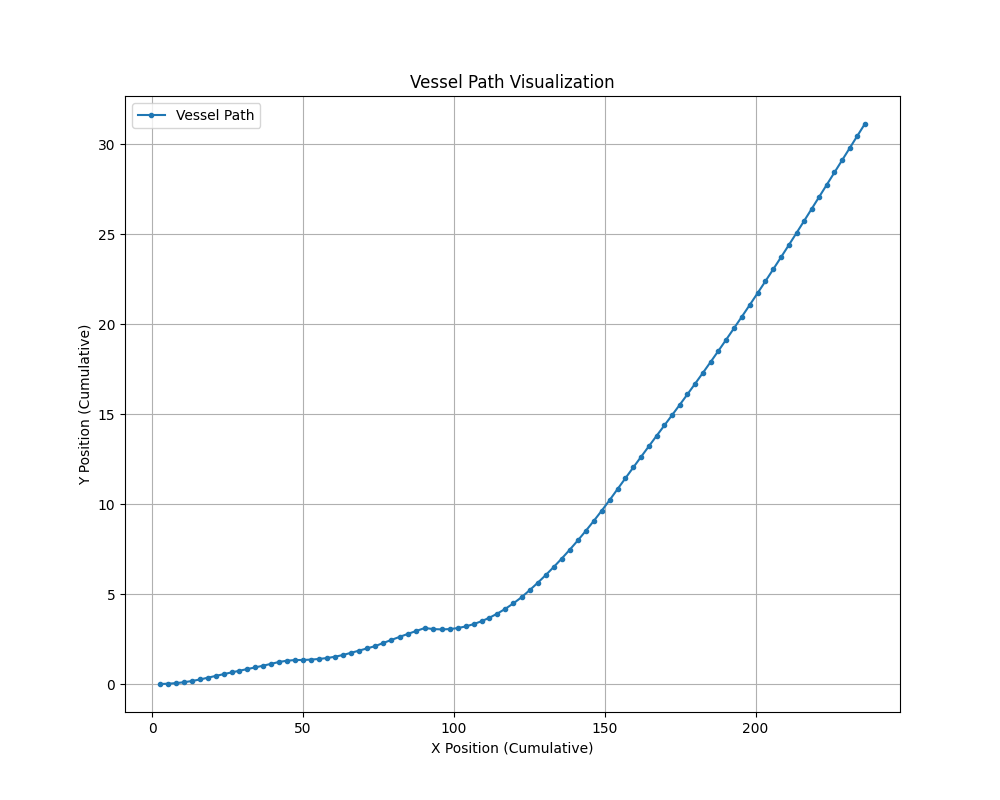 Vessel Path Visualization
Vessel Path
30
25
20
15
10
5
0
Y Position (Cumulative)
0 50 100 150 200
X Position (Cumulative)